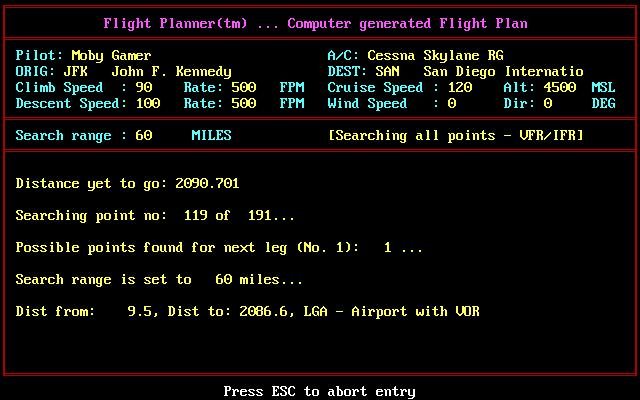 Flight Planner(tm) ... Computer generated Flight Plan
Pilot: Moby Gamer A/C: Cessna Skylane RG
ORIG: JFK John F. Kennedy DEST: SAN San Diego Internatio
Climb Speed : 90 Rate: 500 FPM Cruise Speed : 120 Alt: 4500 MSL
Descent Speed: 100 Rate: 500 FPM Wind Speed : 0 Dir: 0 DEG
Search range : 60 MILES [Searching all points - VFR/IFR]
Distance yet to go: 2090.701
Searching point no: 119 of 191...
Possible points found for next leg (No. 1): 1 ...
Search range is set to 60 miles...
Dist from: 9.5, Dist to: 2086.6, LGA - Airport with VOR
Press ESC to abort entry